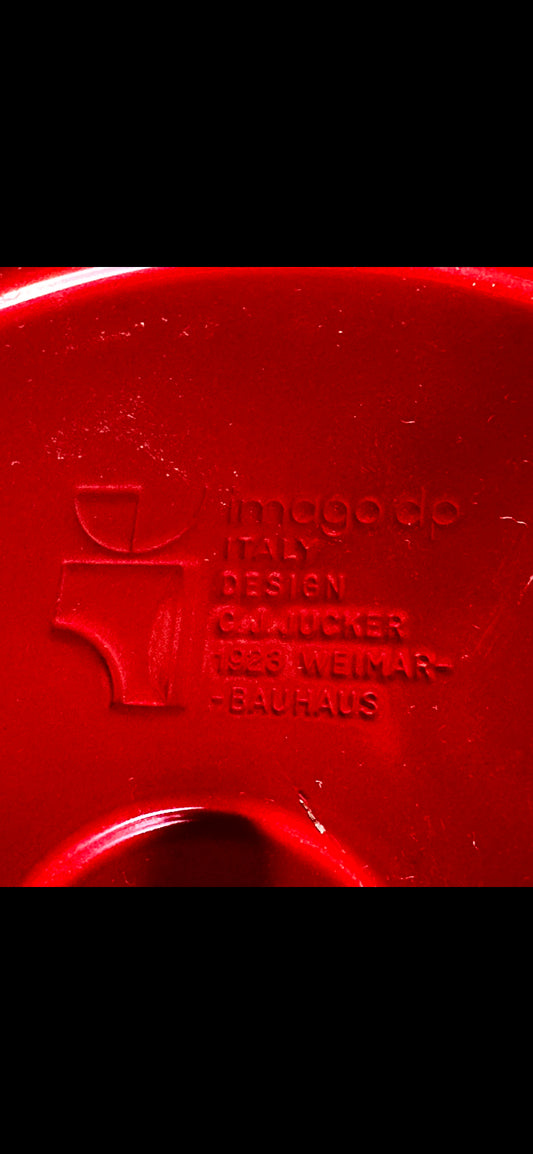 imago dp
ITALY
DESIGN
C.J.JUCKER
1923 WEIMAR-
-BAUHAUS